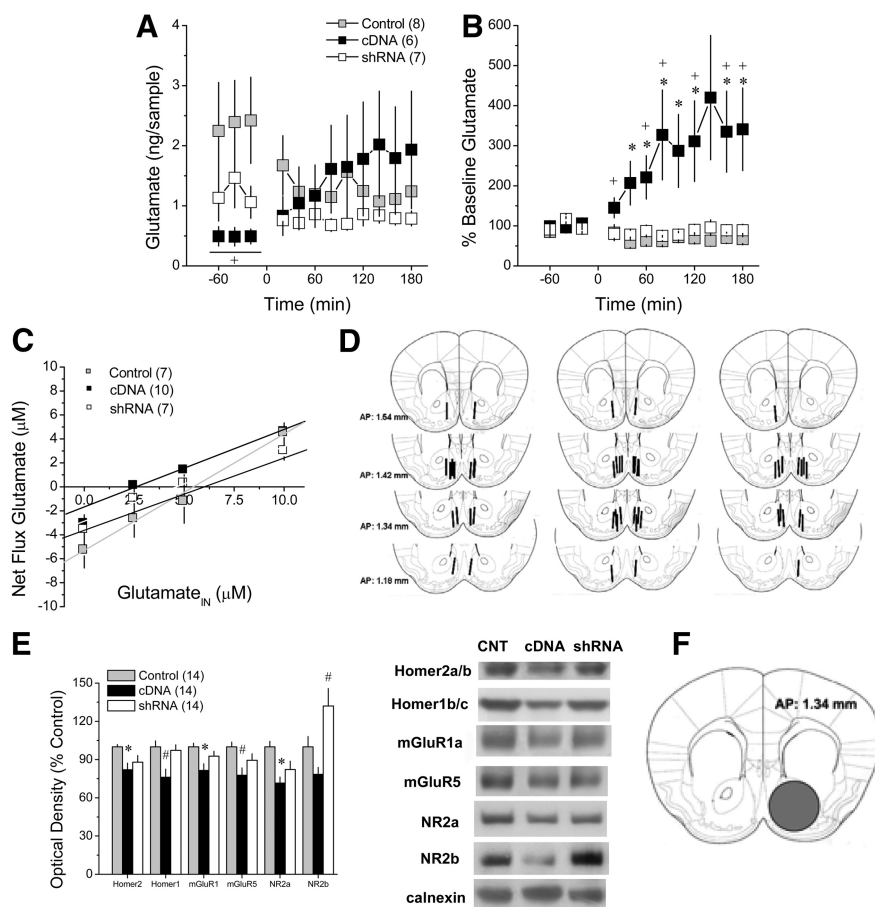 A
Control (8)
cDNA (6)
shRNA (7)
Glutamate (ng/sample)
4
3
2
1
0
+
-60 0 60 120 180
Time (min)
B
% Baseline Glutamate
600
500
400
300
200
100
0
+ * * + * + * * + * + * + *
-60 0 60 120 180
Time (min)
C
Control (7)
cDNA (10)
shRNA (7)
Net Flux Glutamate (μM)
10
8
6
4
2
0
-2
-4
-6
-8
-10
0.0 2.5 5.0 7.5 10.0
GlutamateIN (μM)
D
AP: 1.54 mm
AP: 1.42 mm
AP: 1.34 mm
AP: 1.18 mm
E
Control (14)
cDNA (14)
shRNA (14)
Optical Density (% Control)
150
120
90
60
30
0
* # * # * #
Homer2 Homer1 mGluR1 mGluR5 NR2a NR2b
CNT cDNA shRNA
Homer2a/b
Homer1b/c
mGluR1a
mGluR5
NR2a
NR2b
calnexin
F
AP: 1.34 mm